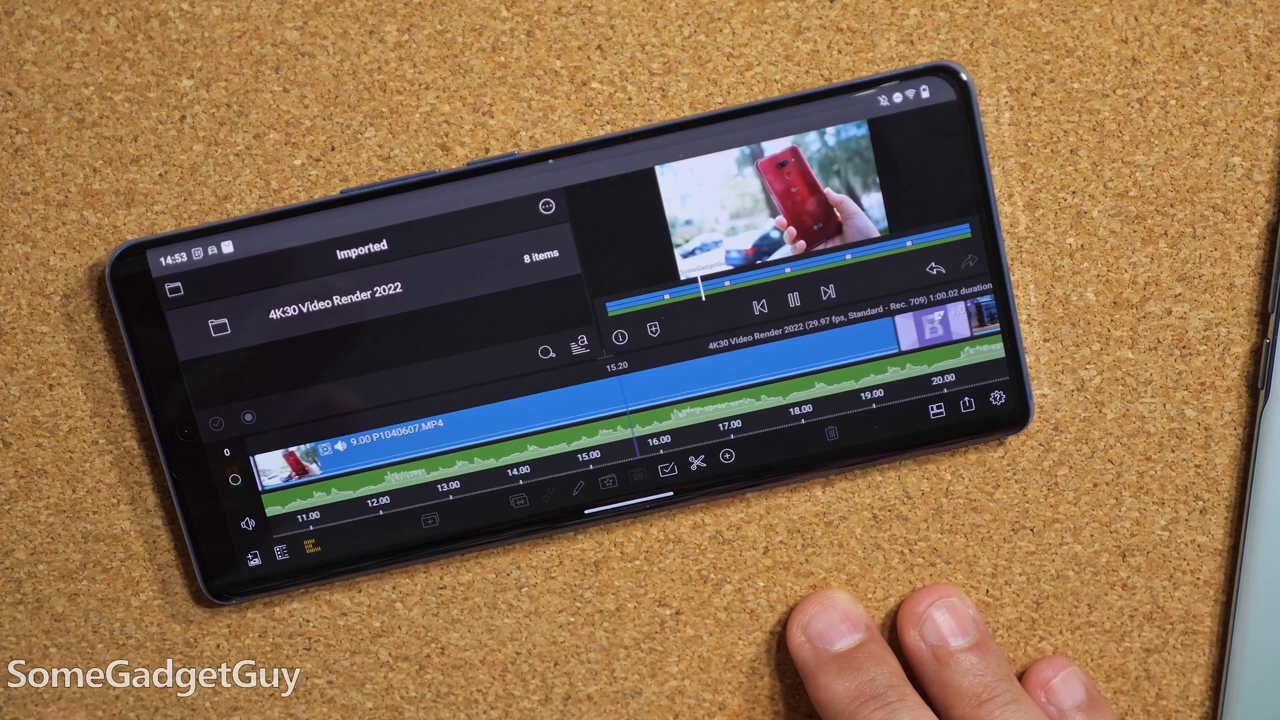 14:53
31
Imported
4K30 Video Render 2022
8 items
4K30 Video Render 2022 (29.97 fps, Standard - Rec. 709) 1:00.02 duration
15.20
0
9.00 P1040607.MP4
11.00 12.00 13.00 14.00 15.00 16.00 17.00 18.00 19.00 20.00
SomeGadgetGuy